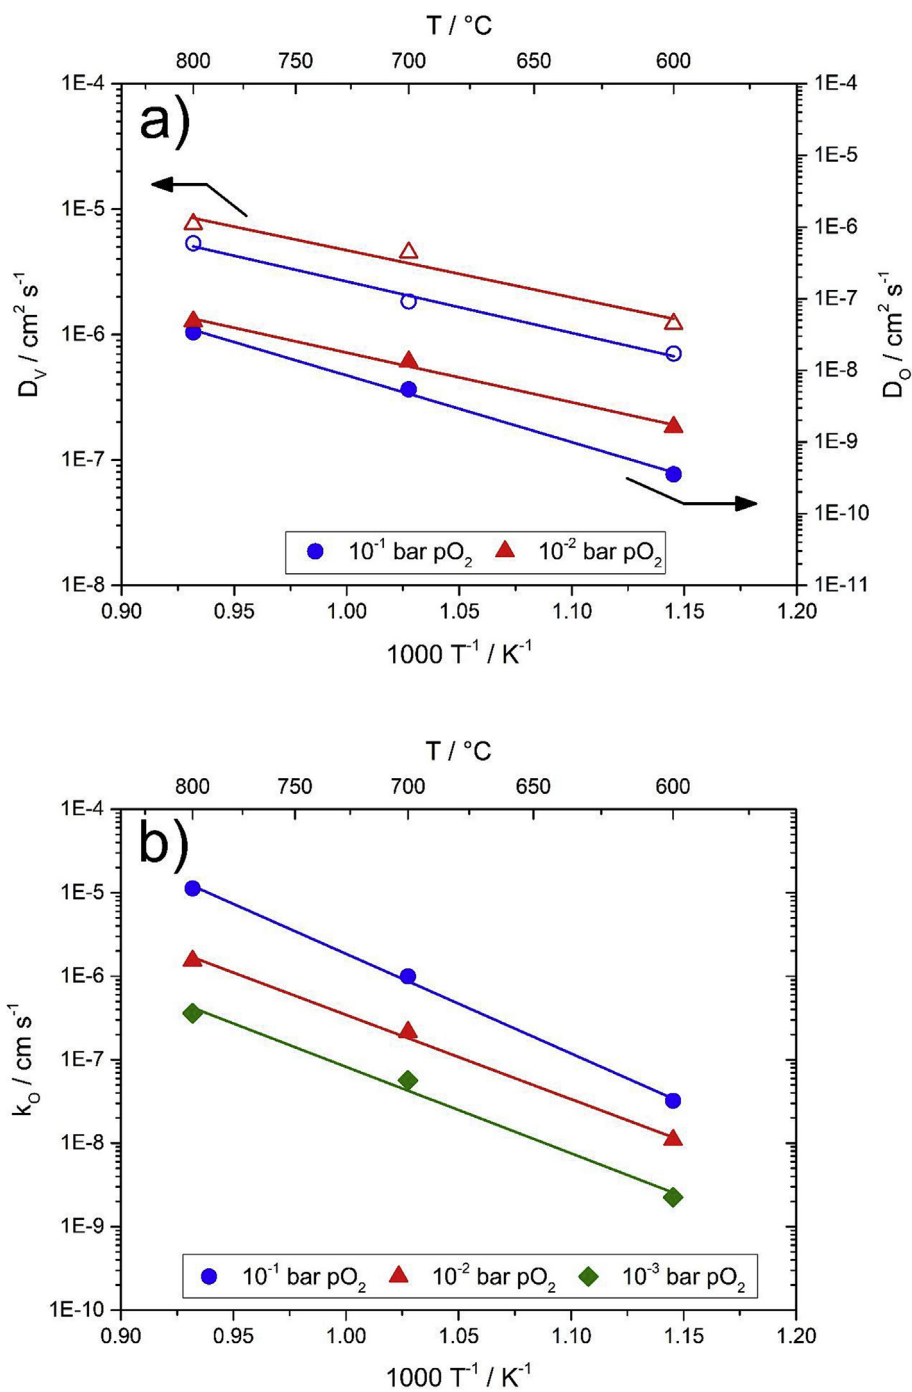 T / °C
800 750 700 650 600
1E-4 1E-4
a)
1E-5
1E-5
1E-6
1E-7
1E-6
1E-8
1E-9
1E-7
1E-10
1E-8 1E-11
D_V / cm² s⁻¹
D_O / cm² s⁻¹
10⁻¹ bar pO₂ 10⁻² bar pO₂
0.90 0.95 1.00 1.05 1.10 1.15 1.20
1000 T⁻¹ / K⁻¹
T / °C
800 750 700 650 600
1E-4
b)
1E-5
1E-6
1E-7
1E-8
1E-9
1E-10
k_O / cm s⁻¹
10⁻¹ bar pO₂ 10⁻² bar pO₂ 10⁻³ bar pO₂
0.90 0.95 1.00 1.05 1.10 1.15 1.20
1000 T⁻¹ / K⁻¹